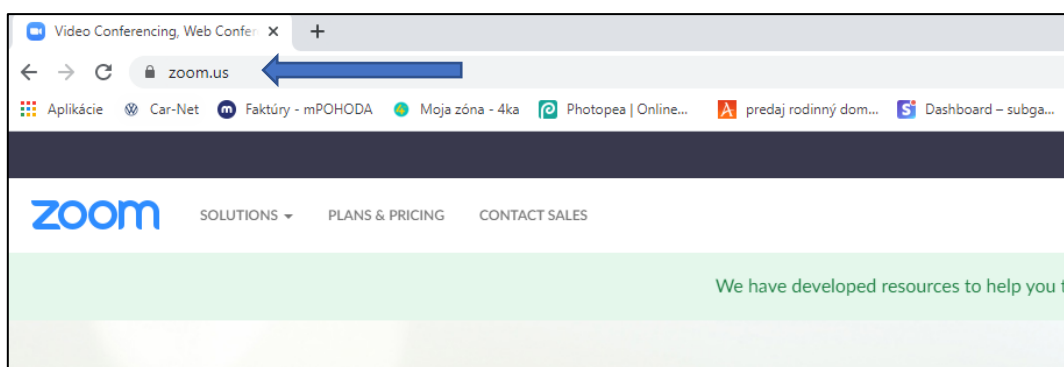 Video Conferencing, Web Confer
zoom.us
Aplikácie Car-Net Faktúry - mPOHODA Moja zóna - 4ka Photopea | Online... predaj rodinný dom... Dashboard – subga...
zoom SOLUTIONS PLANS & PRICING CONTACT SALES
We have developed resources to help you t